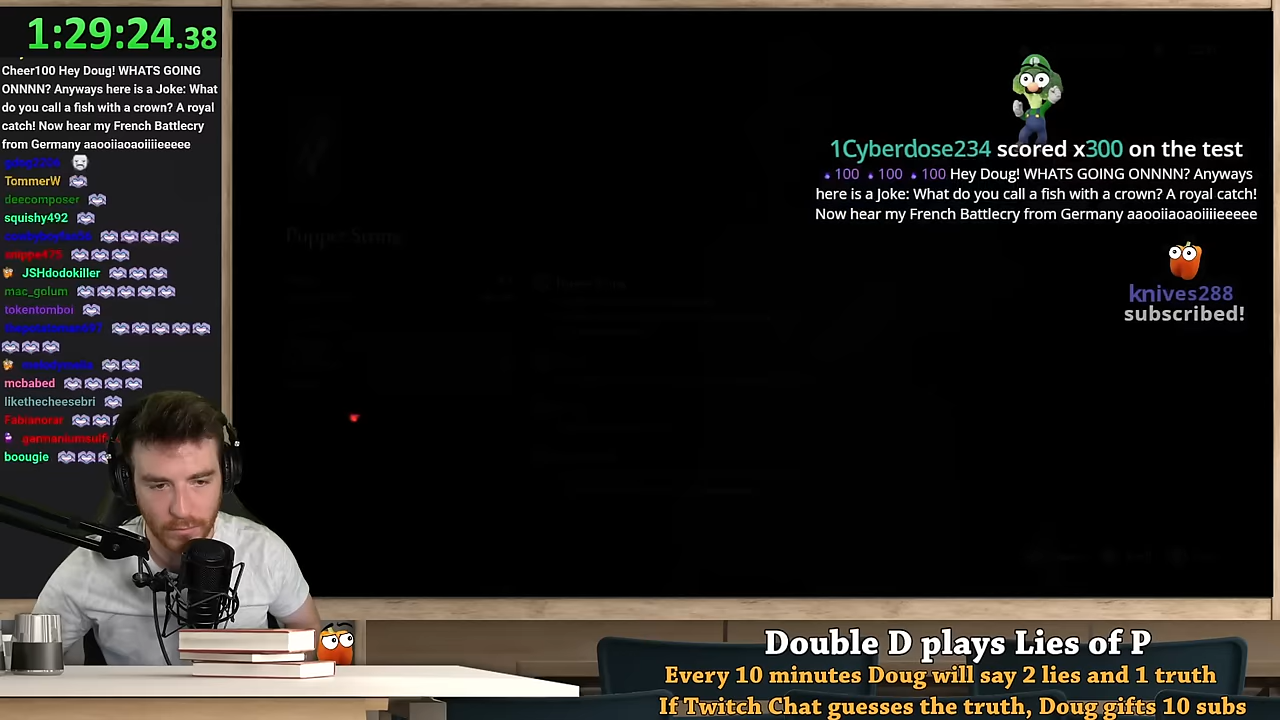 1:29:24.38
Cheer100 Hey Doug! WHATS GOING
ONNNN? Anyways here is a Joke: What
do you call a fish with a crown? A royal
catch! Now hear my French Battlecry
from Germany aaooiiaoaoiiiieeeee
TommerW
deecomposer
squishy492
snippe475
JSHdodokiller
mac_golum
tokentomboi
mcbabed
likethecheesebri
Fabianorar
boougie
1Cyberdose234 scored x300 on the test
100 100 100 Hey Doug! WHATS GOING ONNNN? Anyways
here is a Joke: What do you call a fish with a crown? A royal catch!
Now hear my French Battlecry from Germany aaooiiaoaoiiiieeeee
knives288
subscribed!
Puppet String
Double D plays Lies of P
Every 10 minutes Doug will say 2 lies and 1 truth
If Twitch Chat guesses the truth, Doug gifts 10 subs